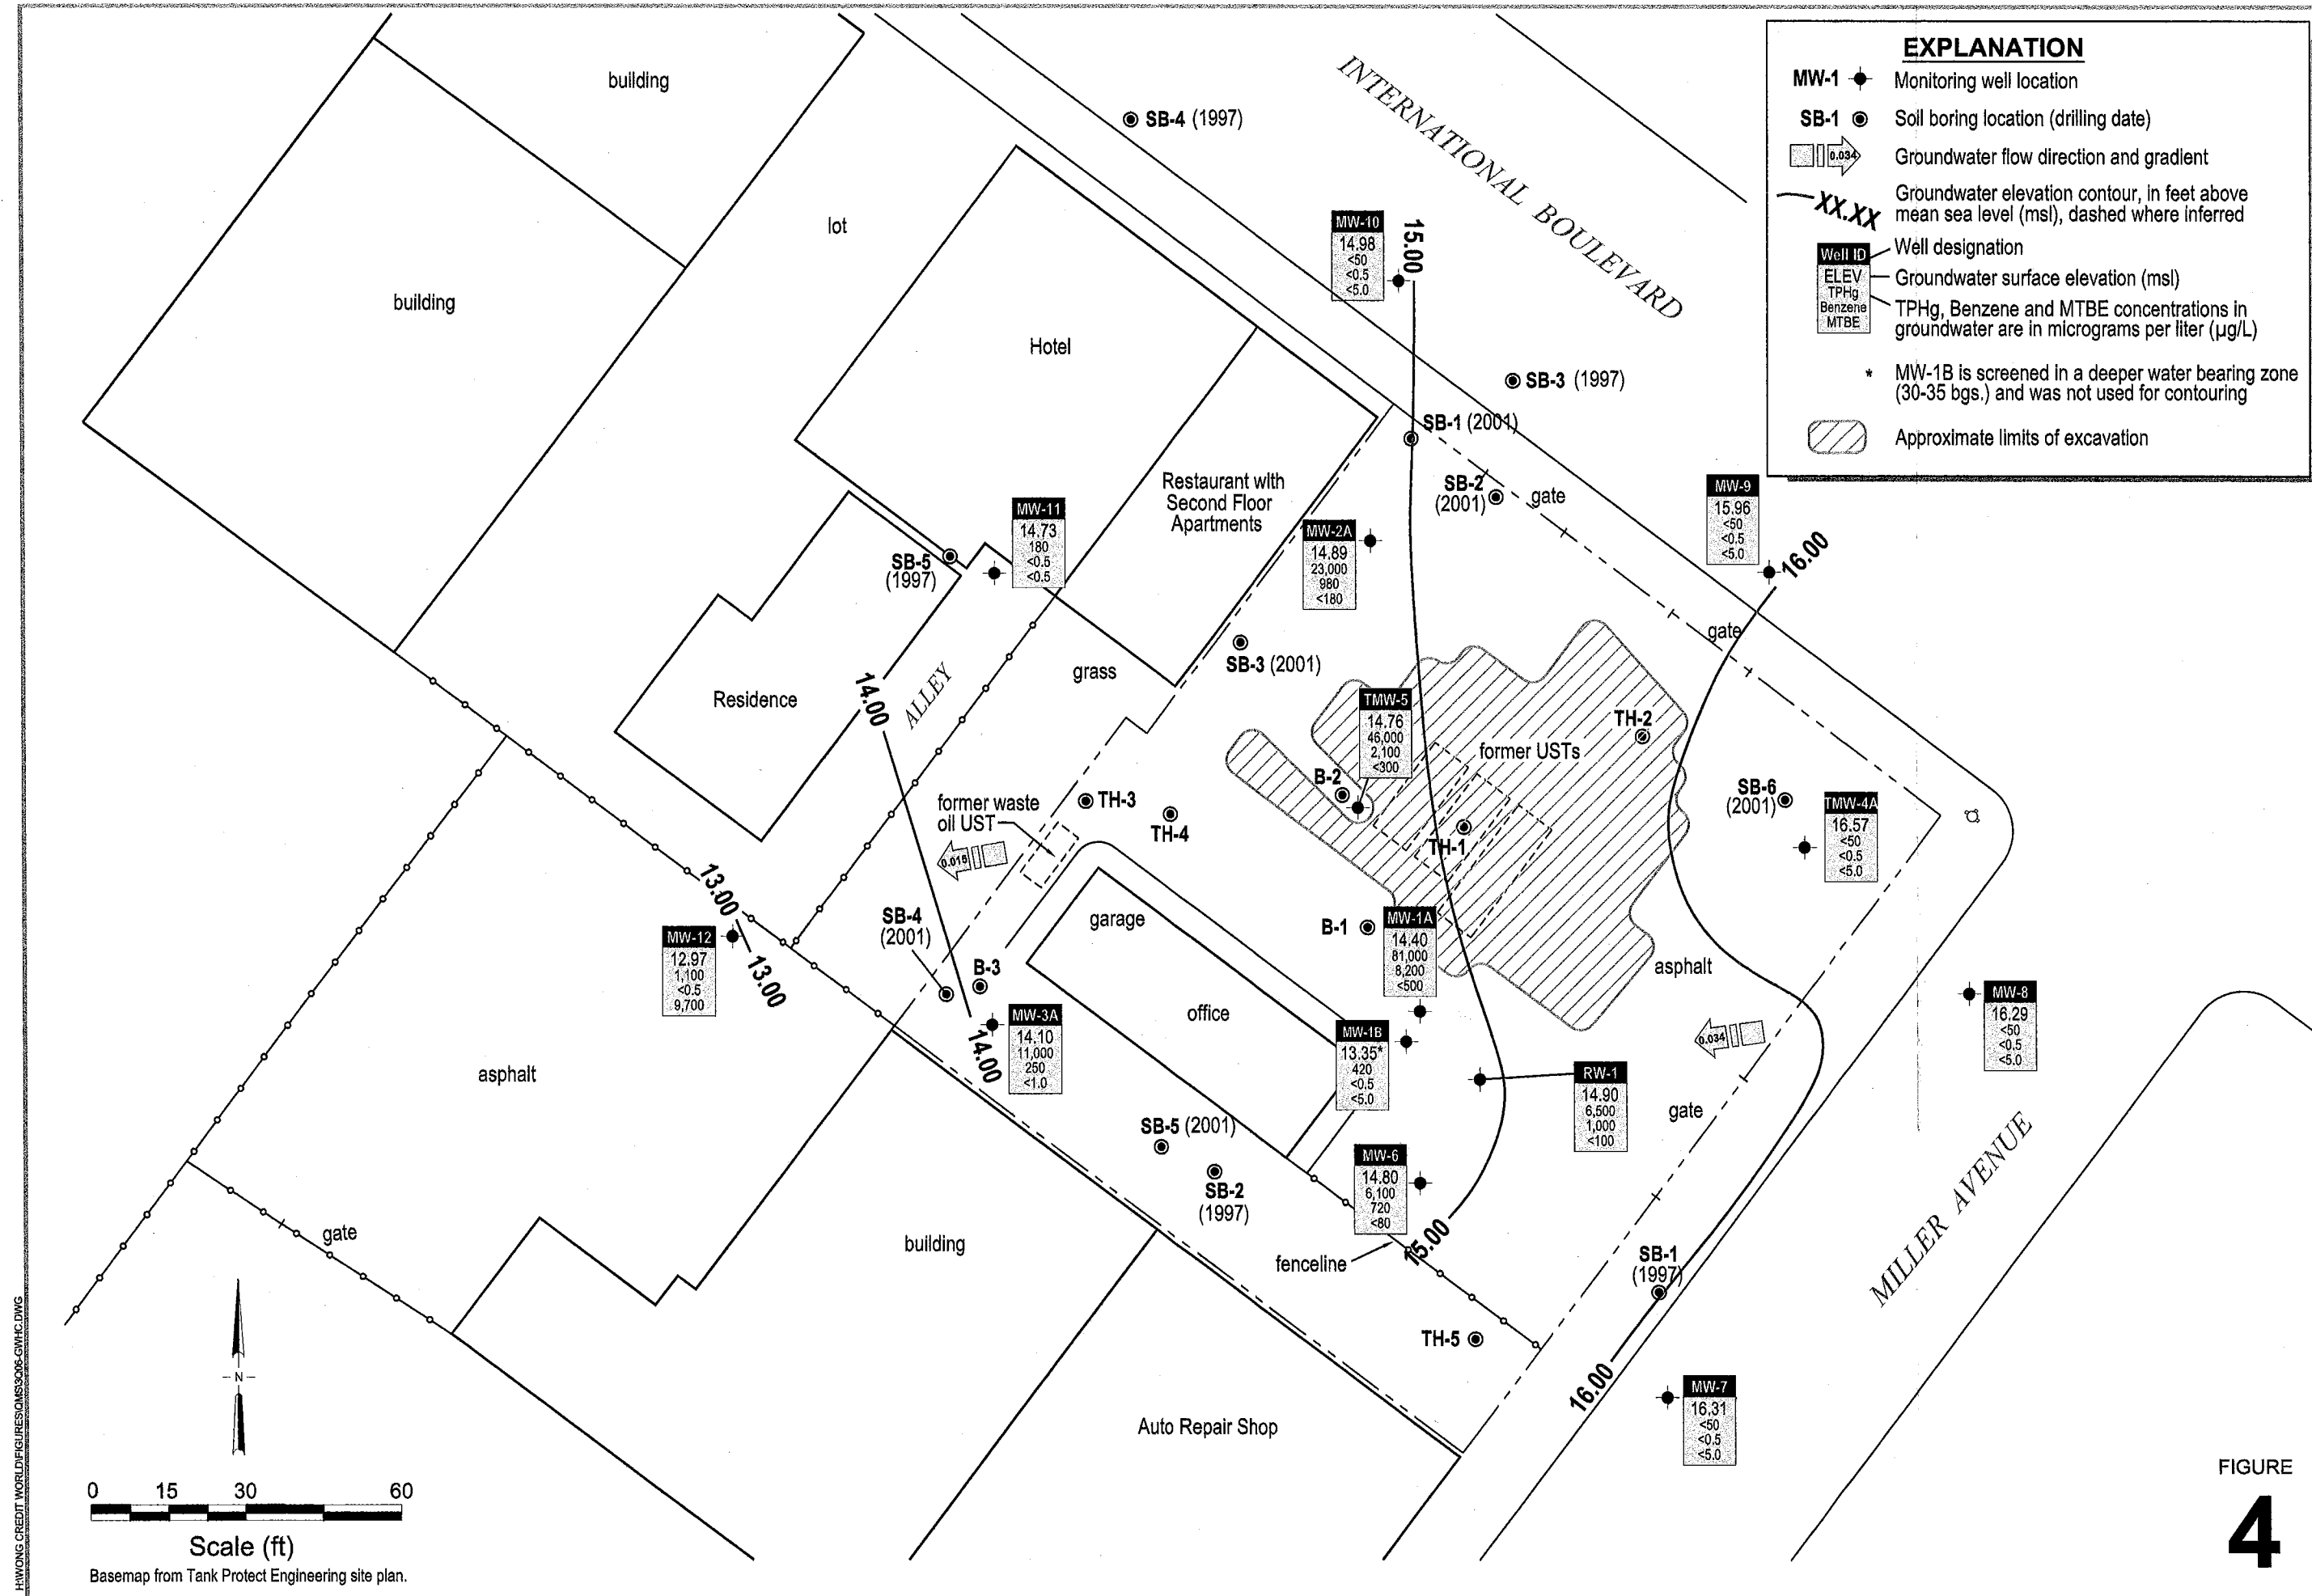 EXPLANATION
MW-1 Monitoring well location
SB-1 Soil boring location (drilling date)
0.034 Groundwater flow direction and gradient
XX.XX Groundwater elevation contour, in feet above
mean sea level (msl), dashed where inferred
Well ID Well designation
ELEV Groundwater surface elevation (msl)
TPHg
Benzene
MTBE
TPHg, Benzene and MTBE concentrations in
groundwater are in micrograms per liter (µg/L)
* MW-1B is screened in a deeper water bearing zone
(30-35 bgs.) and was not used for contouring
Approximate limits of excavation
building
SB-4 (1997)
INTERNATIONAL BOULEVARD
lot
building
Hotel
MW-10
14.98
<50
<0.5
<5.0
15.00
SB-3 (1997)
SB-1 (2001)
SB-2
(2001)
gate
Restaurant with
Second Floor
Apartments
MW-9
15.96
<50
<0.5
<5.0
16.00
MW-11
14.73
180
<0.5
<0.5
SB-5
(1997)
MW-2A
14.89
23,000
980
<180
gate
SB-3 (2001)
grass
Residence
14.00
ALLEY
TMW-5
14.76
46,000
2,100
<300
TH-2
former USTs
B-2
SB-6
(2001)
TMW-4A
16.57
<50
<0.5
<5.0
former waste
oil UST
TH-3
TH-4
TH-1
0.016
13.00
SB-4
(2001)
garage
B-1
MW-1A
14.40
81,000
8,200
<500
asphalt
MW-12
12.97
1,100
<0.5
9,700
13.00
B-3
MW-3A
14.10
11,000
250
<1.0
14.00
office
MW-1B
13.35*
420
<0.5
<5.0
0.034
MW-8
16.29
<50
<0.5
<5.0
asphalt
RW-1
14.90
6,500
1,000
<100
gate
SB-5 (2001)
SB-2
(1997)
MW-6
14.80
6,100
720
<80
15.00
fenceline
MILLER AVENUE
gate
building
SB-1
(1997)
TH-5
16.00
MW-7
16.31
<50
<0.5
<5.0
Auto Repair Shop
N
0 15 30 60
Scale (ft)
Basemap from Tank Protect Engineering site plan.
H:\WONG CREDIT WORLD\FIGURES\QMS\3Q06-GWHC.DWG
FIGURE
4